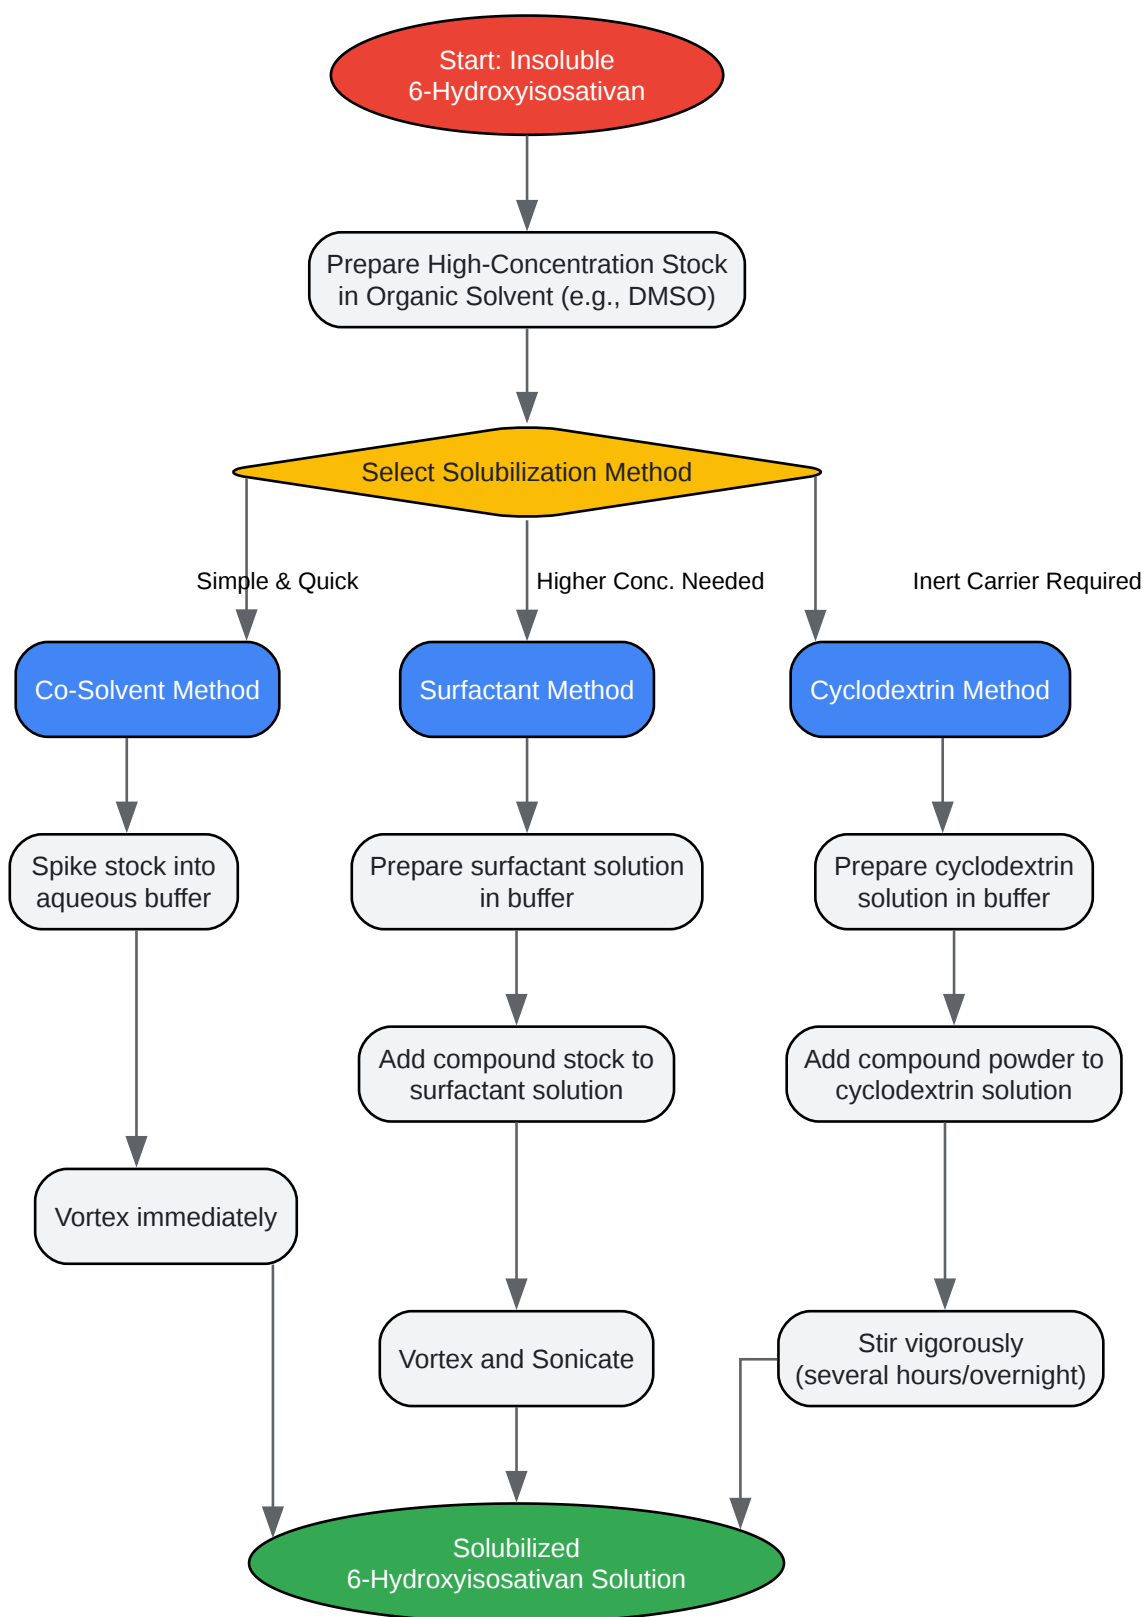 Start: Insoluble
6-Hydroxyisosativan
Prepare High-Concentration Stock
in Organic Solvent (e.g., DMSO)
Select Solubilization Method
Simple & Quick
Higher Conc. Needed
Inert Carrier Required
Co-Solvent Method
Surfactant Method
Cyclodextrin Method
Spike stock into
aqueous buffer
Prepare surfactant solution
in buffer
Prepare cyclodextrin
solution in buffer
Add compound stock to
surfactant solution
Add compound powder to
cyclodextrin solution
Vortex immediately
Vortex and Sonicate
Stir vigorously
(several hours/overnight)
Solubilized
6-Hydroxyisosativan Solution